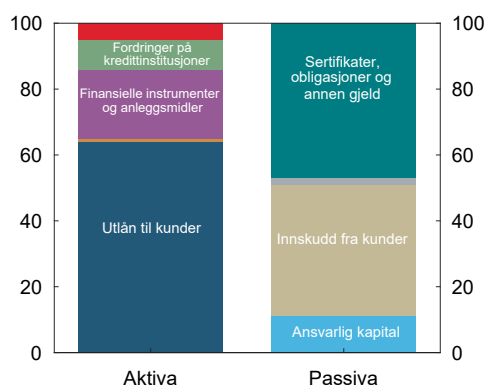 100
80
60
40
20
0
Fordringer på
kredittinstitusjoner
Finansielle instrumenter
og anleggsmidler
Utlån til kunder
Sertifikater,
obligasjoner og
annen gjeld
Innskudd fra kunder
Ansvarlig kapital
100
80
60
40
20
0
Aktiva
Passiva